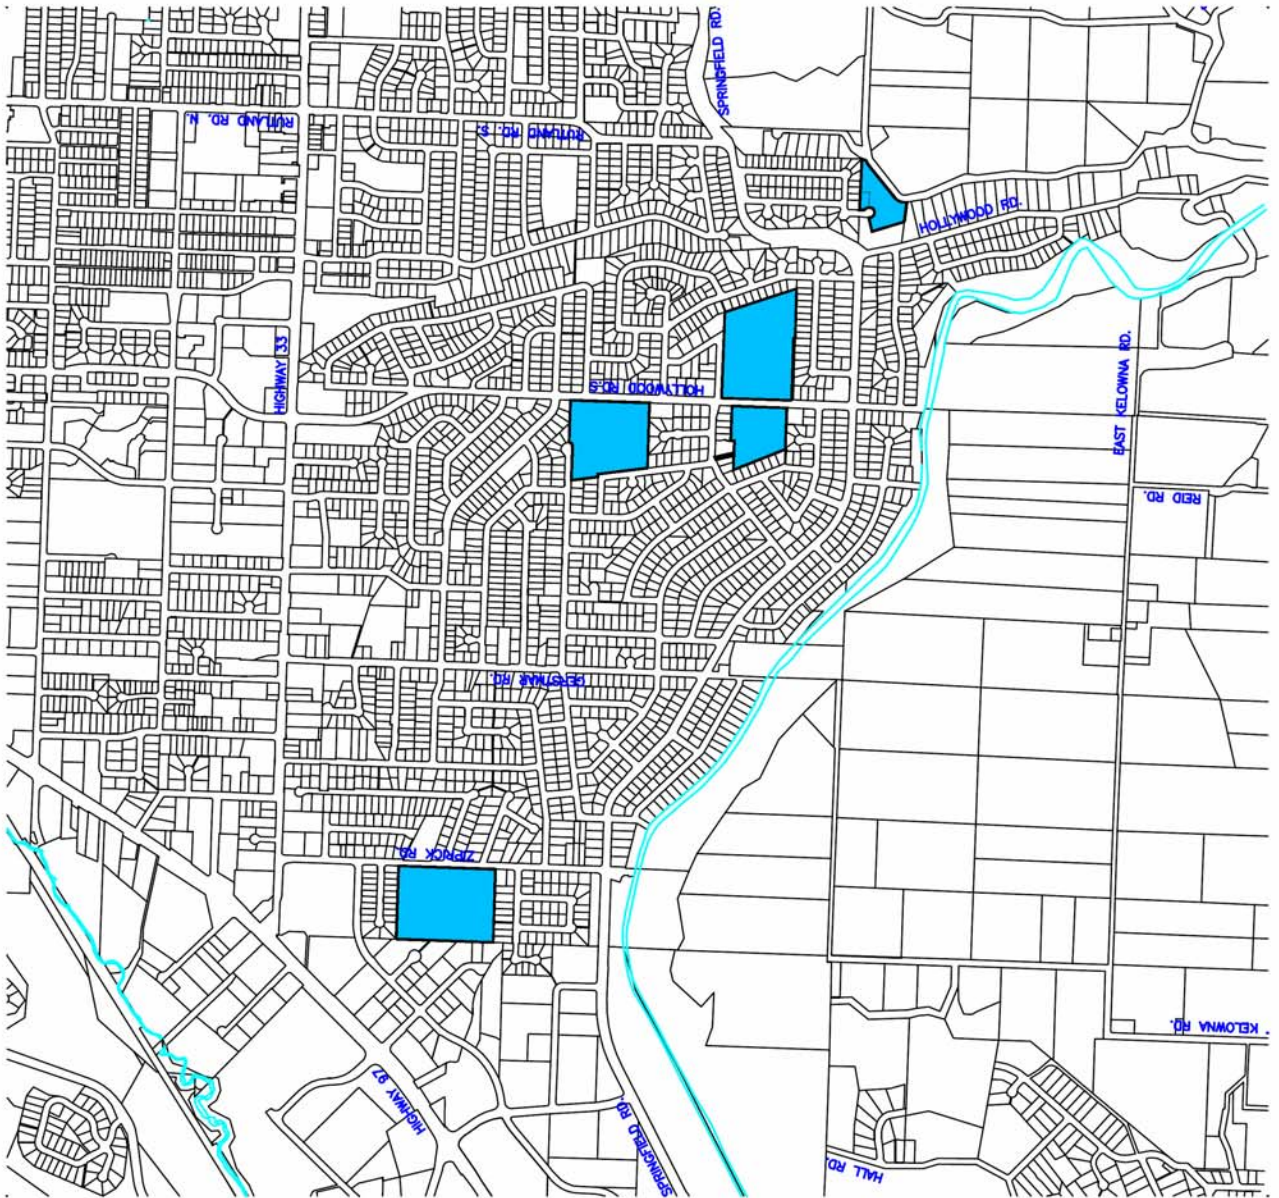 SPRINGFIELD RD.
RUTLAND RD. N.
RUTLAND RD. S.
HOLLYWOOD RD.
HIGHWAY 33
HOLLYWOOD RD.S
EAST KELOWNA RD.
REID RD.
GERSTMAR RD.
ZIPRICK RD.
KELOWNA RD.
HIGHWAY 97
SPRINGFIELD RD.
HALL RD.